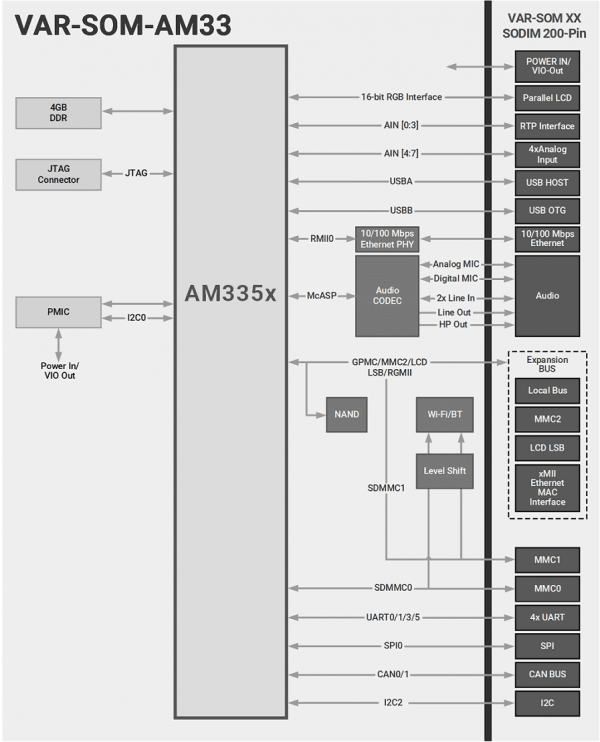 VAR-SOM-AM33
VAR-SOM XX
SODIM 200-Pin
4GB
DDR
JTAG
Connector
JTAG
PMIC
I2C0
Power In/
VIO Out
AM335x
POWER IN/
VIO-Out
16-bit RGB Interface
Parallel LCD
AIN [0:3]
RTP Interface
AIN [4:7]
4xAnalog
Input
USBA
USB HOST
USBB
USB OTG
RMII0
10/100 Mbps
Ethernet PHY
10/100 Mbps
Ethernet
McASP
Audio
CODEC
Analog MIC
Digital MIC
2x Line In
Line Out
HP Out
Audio
GPMC/MMC2/LCD
LSB/RGMII
Expansion
BUS
Local Bus
MMC2
LCD LSB
xMII
Ethernet
MAC
Interface
NAND
Wi-Fi/BT
Level Shift
SDMMC1
MMC1
SDMMC0
MMC0
UART0/1/3/5
4x UART
SPI0
SPI
CAN0/1
CAN BUS
I2C2
I2C